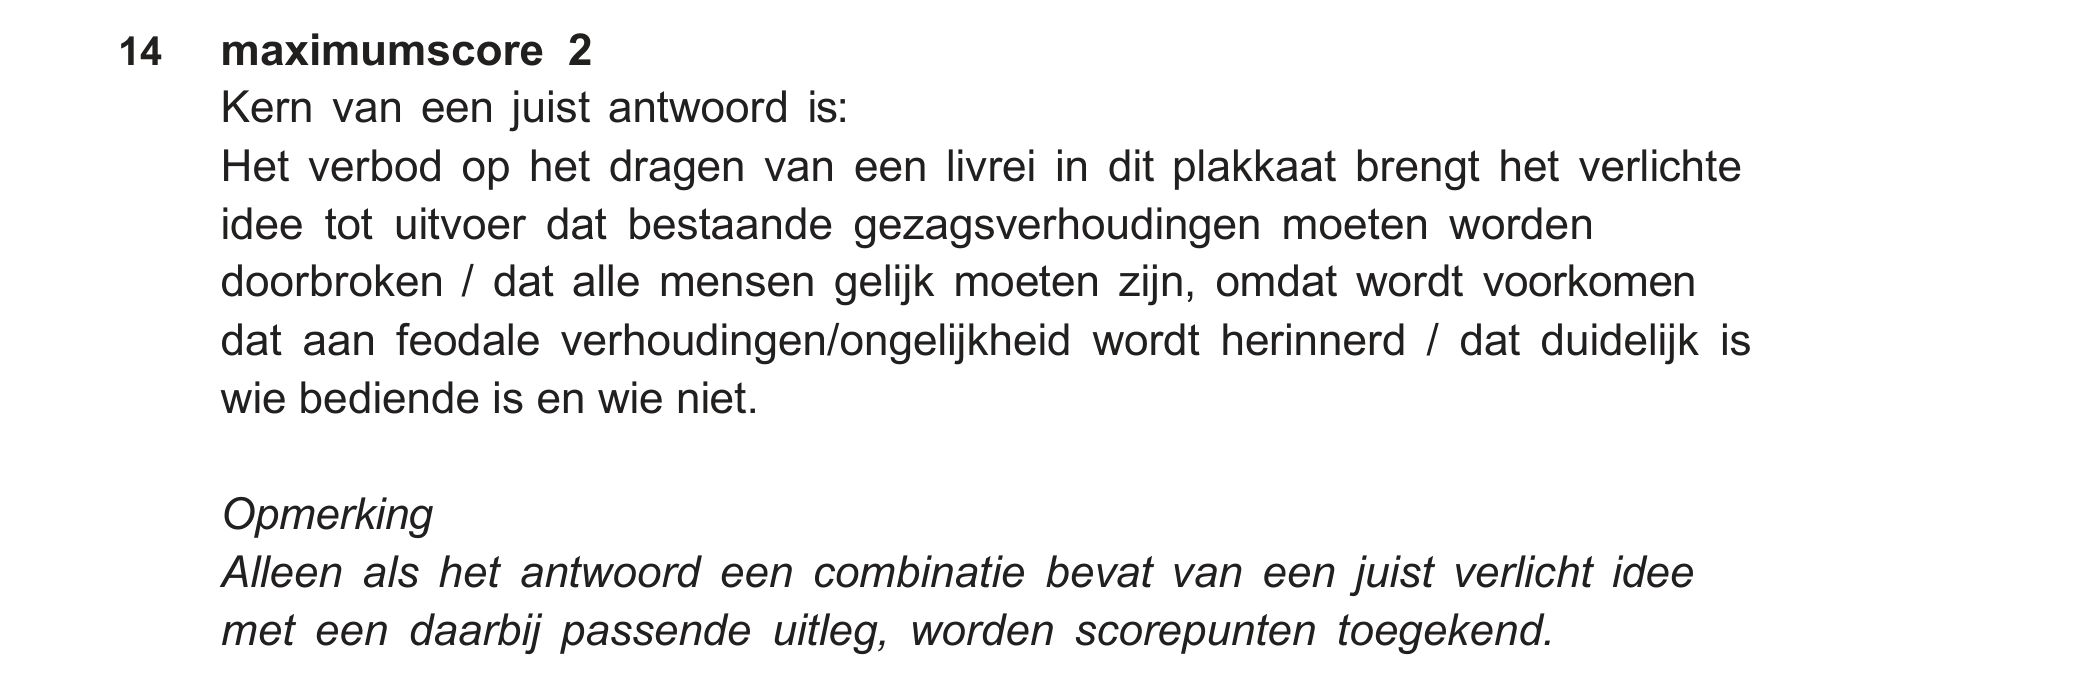 14 maximumscore 2
Kern van een juist antwoord is:
Het verbod op het dragen van een livrei in dit plakkaat brengt het verlichte
idee tot uitvoer dat bestaande gezagsverhoudingen moeten worden
doorbroken / dat alle mensen gelijk moeten zijn, omdat wordt voorkomen
dat aan feodale verhoudingen/ongelijkheid wordt herinnerd / dat duidelijk is
wie bediende is en wie niet.
Opmerking
Alleen als het antwoord een combinatie bevat van een juist verlicht idee
met een daarbij passende uitleg, worden scorepunten toegekend.